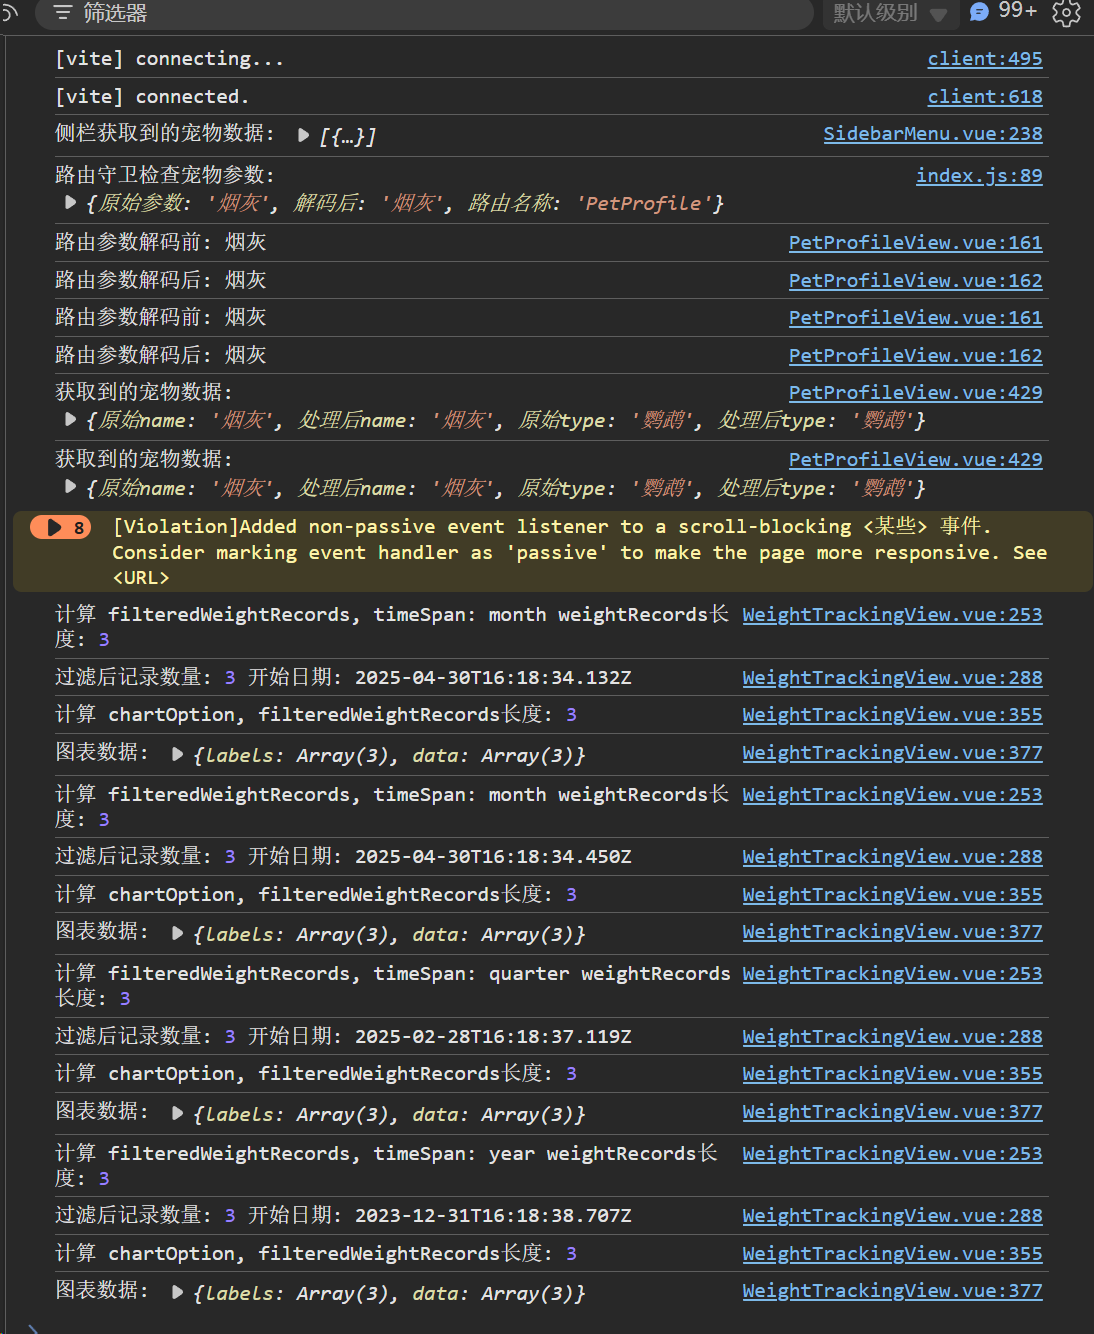 筛选器 默认级别 99+
[vite] connecting... client:495
[vite] connected. client:618
侧栏获取到的宠物数据: ▶ [{…}] SidebarMenu.vue:238
路由守卫检查宠物参数: index.js:89
▶ {原始参数: '烟灰', 解码后: '烟灰', 路由名称: 'PetProfile'}
路由参数解码前: 烟灰 PetProfileView.vue:161
路由参数解码后: 烟灰 PetProfileView.vue:162
路由参数解码前: 烟灰 PetProfileView.vue:161
路由参数解码后: 烟灰 PetProfileView.vue:162
获取到的宠物数据: PetProfileView.vue:429
▶ {原始name: '烟灰', 处理后name: '烟灰', 原始type: '鹦鹉', 处理后type: '鹦鹉'}
获取到的宠物数据: PetProfileView.vue:429
▶ {原始name: '烟灰', 处理后name: '烟灰', 原始type: '鹦鹉', 处理后type: '鹦鹉'}
▶ 8 [Violation]Added non-passive event listener to a scroll-blocking <某些> 事件.
Consider marking event handler as 'passive' to make the page more responsive. See
<URL>
计算 filteredWeightRecords, timeSpan: month weightRecords长 WeightTrackingView.vue:253
度: 3
过滤后记录数量: 3 开始日期: 2025-04-30T16:18:34.132Z WeightTrackingView.vue:288
计算 chartOption, filteredWeightRecords长度: 3 WeightTrackingView.vue:355
图表数据: ▶ {labels: Array(3), data: Array(3)} WeightTrackingView.vue:377
计算 filteredWeightRecords, timeSpan: month weightRecords长 WeightTrackingView.vue:253
度: 3
过滤后记录数量: 3 开始日期: 2025-04-30T16:18:34.450Z WeightTrackingView.vue:288
计算 chartOption, filteredWeightRecords长度: 3 WeightTrackingView.vue:355
图表数据: ▶ {labels: Array(3), data: Array(3)} WeightTrackingView.vue:377
计算 filteredWeightRecords, timeSpan: quarter weightRecords WeightTrackingView.vue:253
长度: 3
过滤后记录数量: 3 开始日期: 2025-02-28T16:18:37.119Z WeightTrackingView.vue:288
计算 chartOption, filteredWeightRecords长度: 3 WeightTrackingView.vue:355
图表数据: ▶ {labels: Array(3), data: Array(3)} WeightTrackingView.vue:377
计算 filteredWeightRecords, timeSpan: year weightRecords长 WeightTrackingView.vue:253
度: 3
过滤后记录数量: 3 开始日期: 2023-12-31T16:18:38.707Z WeightTrackingView.vue:288
计算 chartOption, filteredWeightRecords长度: 3 WeightTrackingView.vue:355
图表数据: ▶ {labels: Array(3), data: Array(3)} WeightTrackingView.vue:377